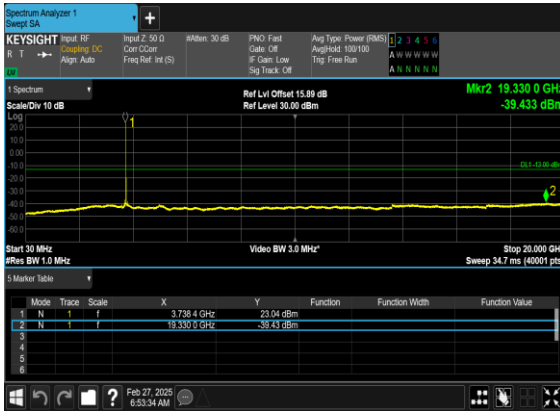 Spectrum Analyzer 1
Swept SA
+
KEYSIGHT Input: RF Input Z: 50 Ω #Atten: 30 dB PNO: Fast Avg Type: Power (RMS) 1 2 3 4 5 6
R T Coupling: DC Corr CCorr Gate: Off Avg|Hold: 100/100 A W W W W W
Align: Auto Freq Ref: Int (S) IF Gain: Low Trig: Free Run
Sig Track: Off A N N N N N
1 Spectrum
Scale/Div 10 dB Ref Lvl Offset 15.89 dB Mkr2 19.330 0 GHz
Ref Level 30.00 dBm -39.433 dBm
Log
20.0
10.0
0.00
-10.0
DL1 -13.00 dBm
-20.0
-30.0
-40.0
-50.0
-60.0
1
2
Start 30 MHz Video BW 3.0 MHz* Stop 20.000 GHz
#Res BW 1.0 MHz Sweep 34.7 ms (40001 pts)
5 Marker Table
Mode Trace Scale X Y Function Function Width Function Value
1 N 1 f 3.738 4 GHz 23.04 dBm
2 N 1 f 19.330 0 GHz -39.43 dBm
3
4
5
6
? Feb 27, 2025
6:53:34 AM